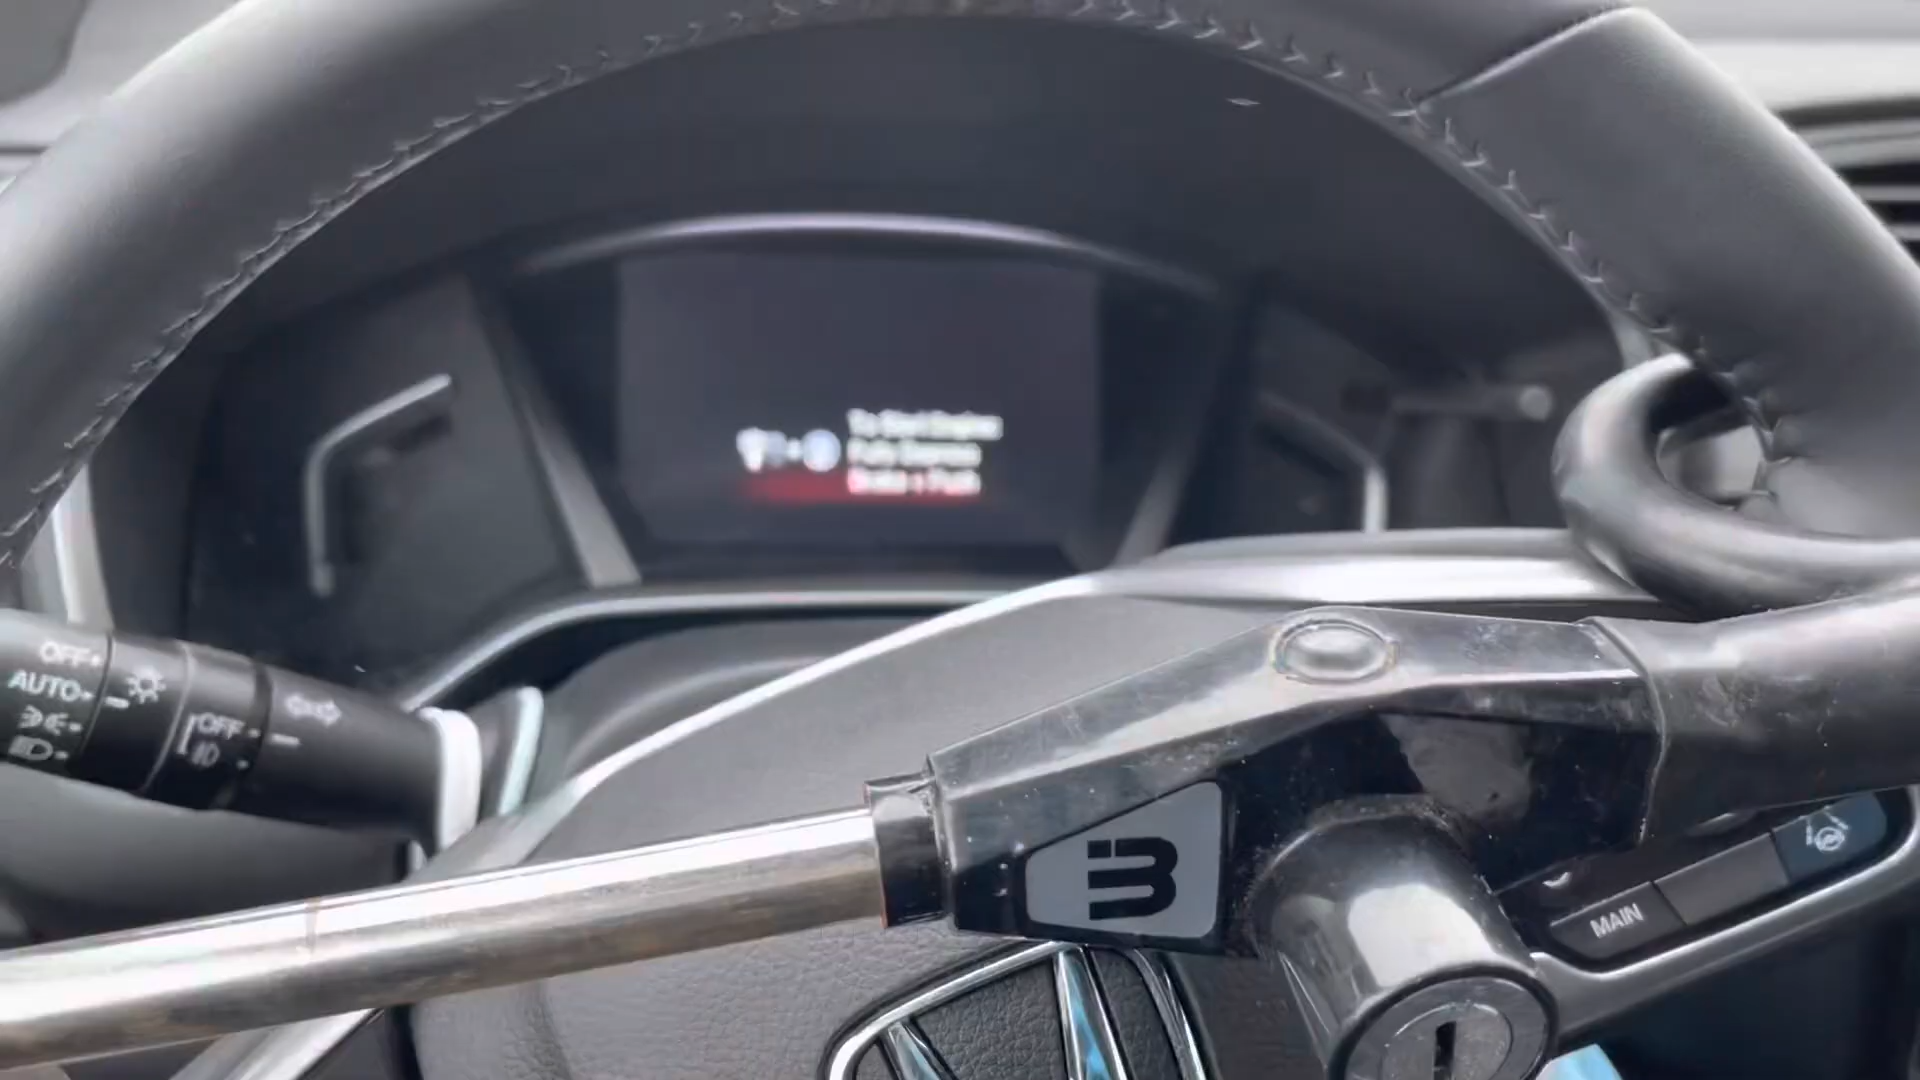 To Start Engine
Fully Depress
Brake + Push
OFF
AUTO
OFF
MAIN